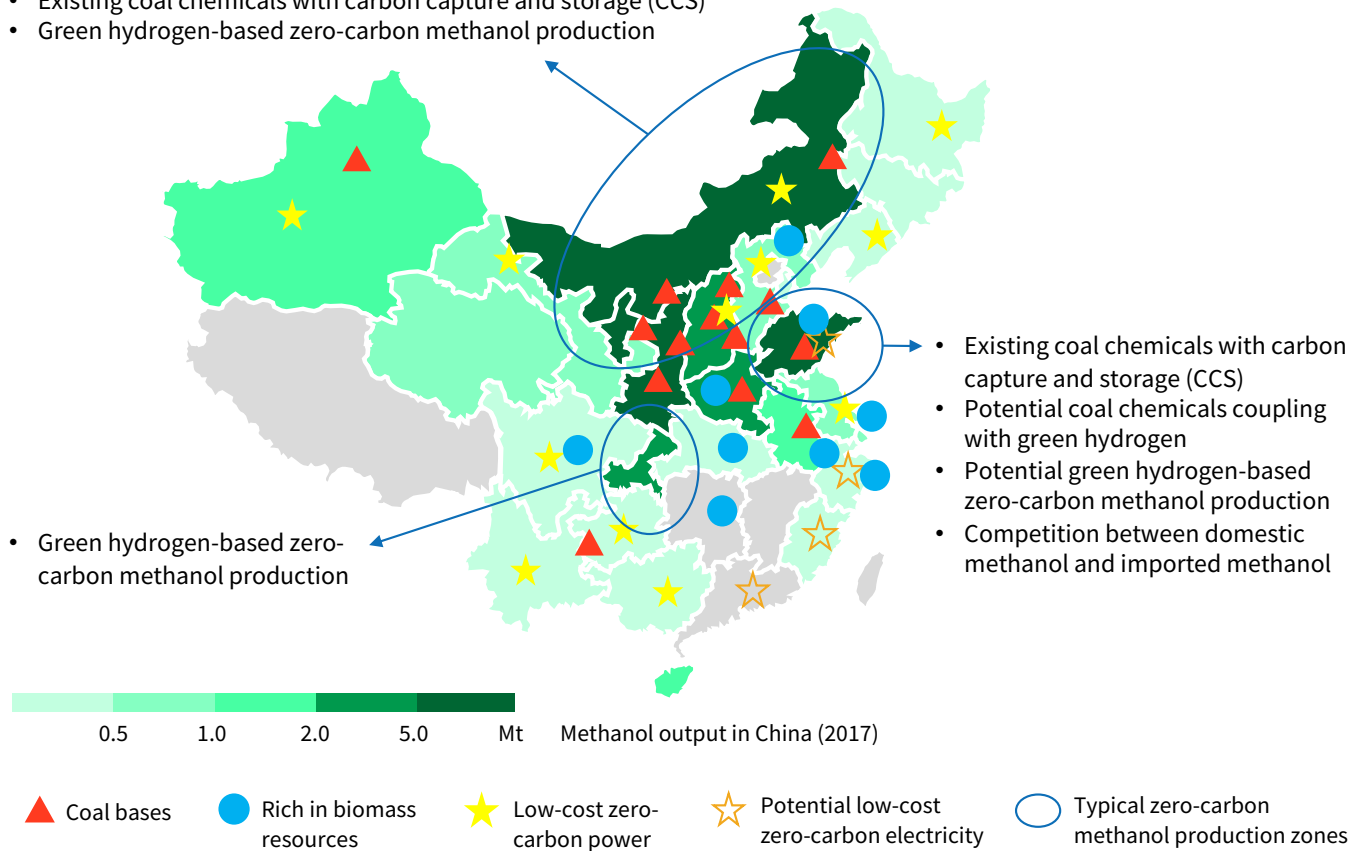 • Existing coal chemicals with carbon capture and storage (CCS)
• Green hydrogen-based zero-carbon methanol production
• Existing coal chemicals with carbon
capture and storage (CCS)
• Potential coal chemicals coupling
with green hydrogen
• Potential green hydrogen-based
zero-carbon methanol production
• Competition between domestic
methanol and imported methanol
• Green hydrogen-based zero-
carbon methanol production
0.5 1.0 2.0 5.0 Mt Methanol output in China (2017)
Coal bases
Rich in biomass
resources
Low-cost zero-
carbon power
Potential low-cost
zero-carbon electricity
Typical zero-carbon
methanol production zones